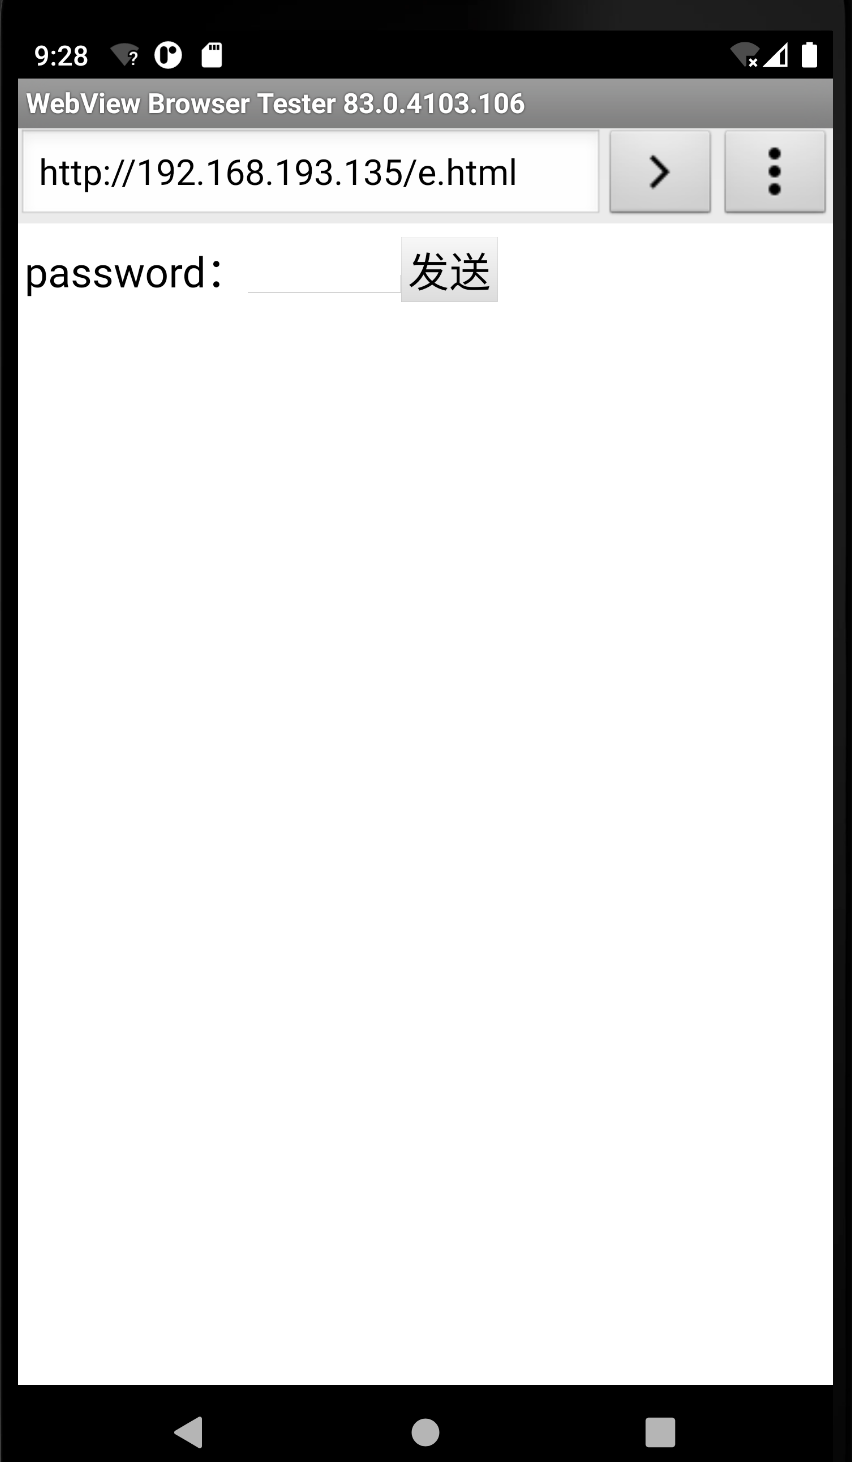 9:28
WebView Browser Tester 83.0.4103.106
http://192.168.193.135/e.html
password： 发送